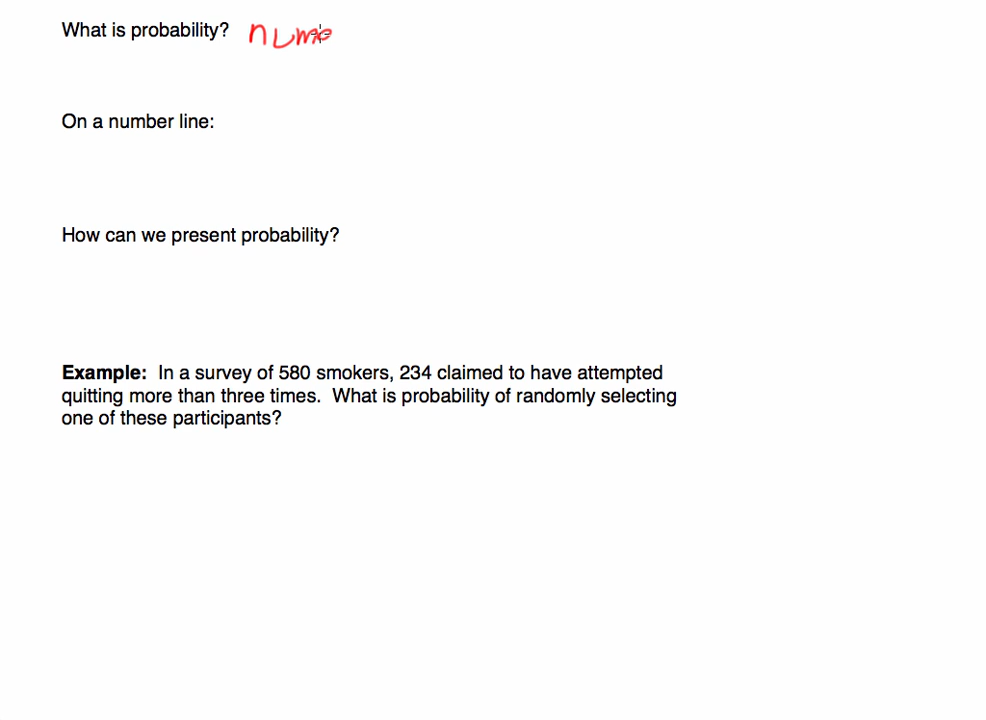 What is probability? nume
On a number line:
How can we present probability?
Example: In a survey of 580 smokers, 234 claimed to have attempted
quitting more than three times. What is probability of randomly selecting
one of these participants?